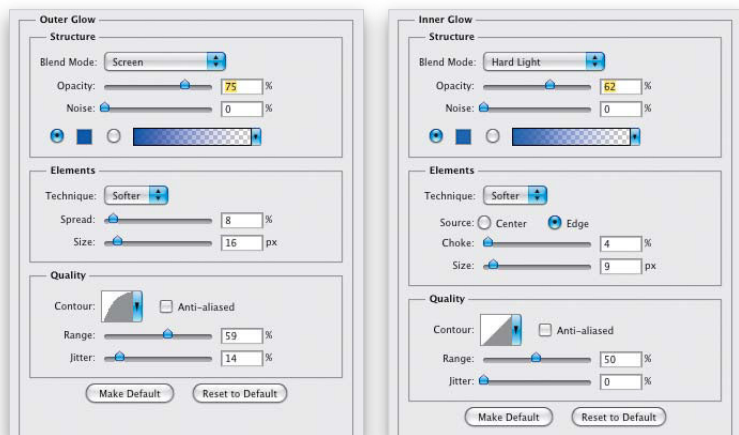 Outer Glow
Structure
Blend Mode: Screen
Opacity: 75 %
Noise: 0 %
Elements
Technique: Softer
Spread: 8 %
Size: 16 px
Quality
Contour: Anti-aliased
Range: 59 %
Jitter: 14 %
Make Default Reset to Default
Inner Glow
Structure
Blend Mode: Hard Light
Opacity: 62 %
Noise: 0 %
Elements
Technique: Softer
Source: Center Edge
Choke: 4 %
Size: 9 px
Quality
Contour: Anti-aliased
Range: 50 %
Jitter: 0 %
Make Default Reset to Default